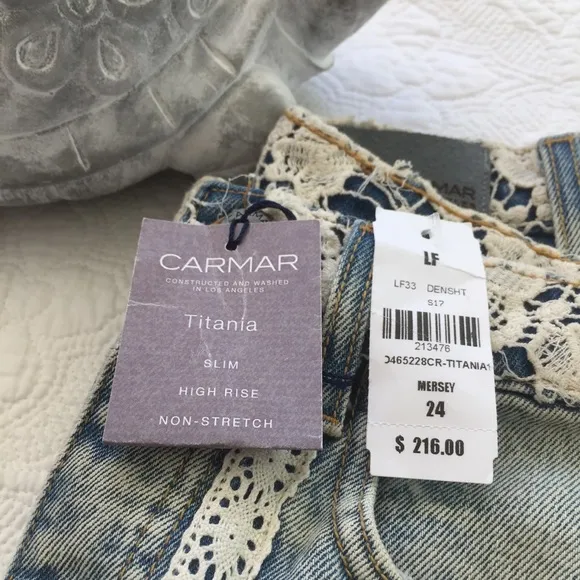 CARMAR
CONSTRUCTED AND WASHED
IN LOS ANGELES
Titania
SLIM
HIGH RISE
NON-STRETCH
LF
LF33 DENSHT
S17
213476
D465228CR-TITANIA1
MERSEY
24
$ 216.00